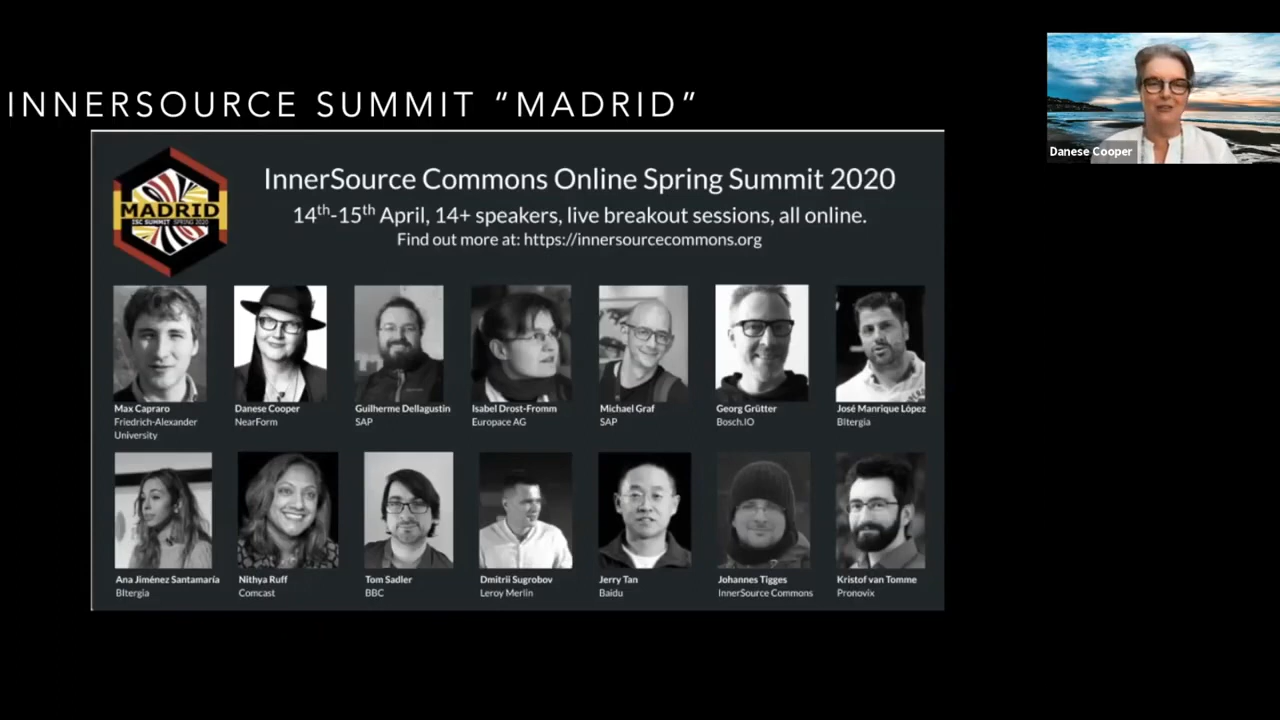 INNERSOURCE SUMMIT “MADRID”
Danese Cooper
MADRID
ISC SUMMIT SPRING 2020
InnerSource Commons Online Spring Summit 2020
14th-15th April, 14+ speakers, live breakout sessions, all online.
Find out more at: https://innersourcecommons.org
Max Capraro
Friedrich-Alexander
University
Danese Cooper
NearForm
Guilherme Dellagustin
SAP
Isabel Drost-Fromm
Europace AG
Michael Graf
SAP
Georg Grütter
Bosch.IO
José Manrique López
BItergia
Ana Jiménez Santamaría
BItergia
Nithya Ruff
Comcast
Tom Sadler
BBC
Dmitrii Sugrobov
Leroy Merlin
Jerry Tan
Baidu
Johannes Tigges
InnerSource Commons
Kristof van Tomme
Pronovix